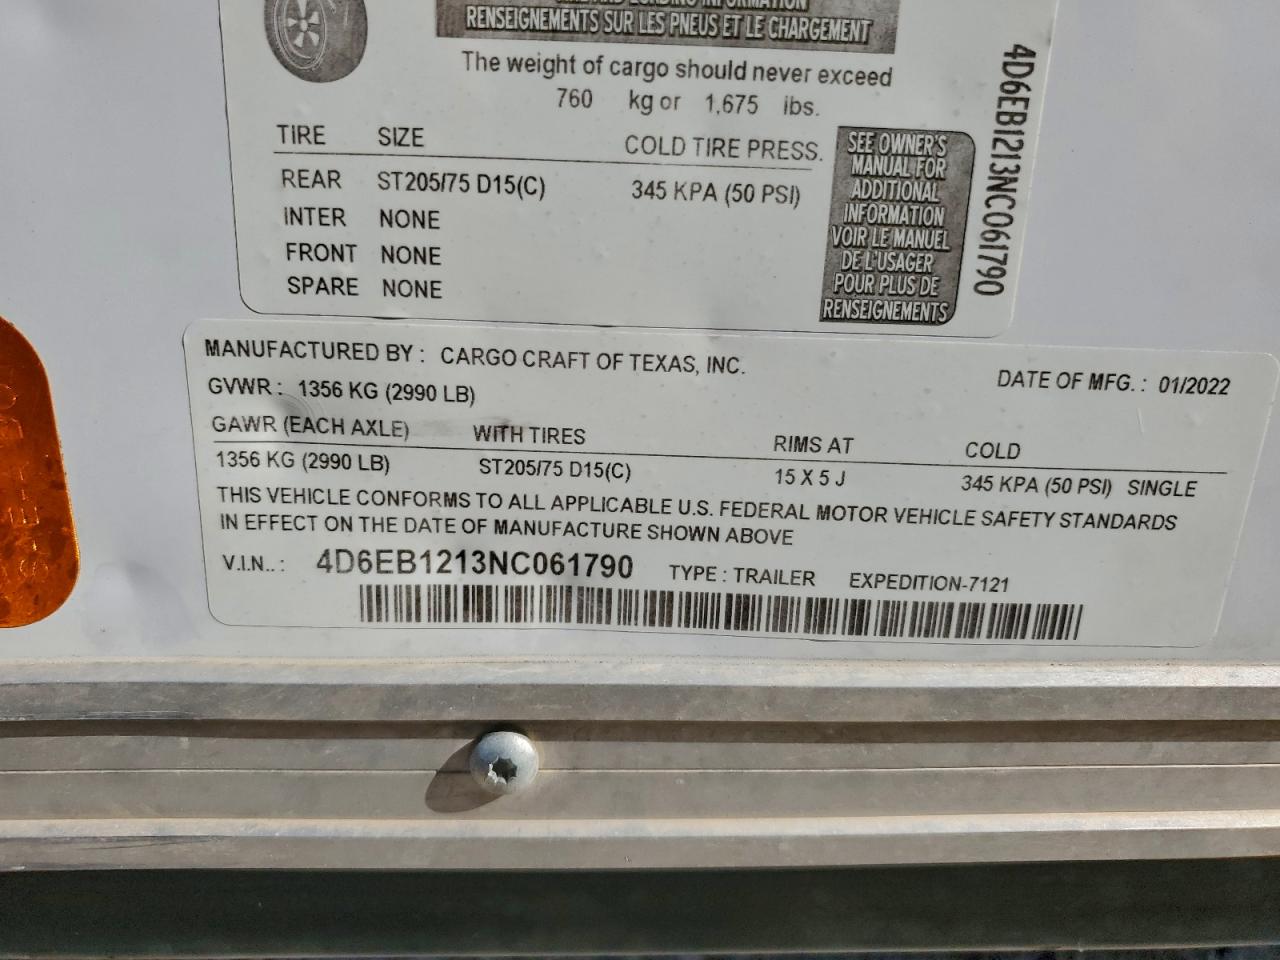 TIRE AND LOADING INFORMATION
RENSEIGNEMENTS SUR LES PNEUS ET LE CHARGEMENT
The weight of cargo should never exceed
760 kg or 1,675 lbs.
TIRE SIZE COLD TIRE PRESS.
REAR ST205/75 D15(C) 345 KPA (50 PSI)
INTER NONE
FRONT NONE
SPARE NONE
SEE OWNER'S
MANUAL FOR
ADDITIONAL
INFORMATION
VOIR LE MANUEL
DE L'USAGER
POUR PLUS DE
RENSEIGNEMENTS
4D6EB1213NC061790
MANUFACTURED BY : CARGO CRAFT OF TEXAS, INC.
GVWR : 1356 KG (2990 LB) DATE OF MFG. : 01/2022
GAWR (EACH AXLE) WITH TIRES RIMS AT COLD
1356 KG (2990 LB) ST205/75 D15(C) 15 X 5 J 345 KPA (50 PSI) SINGLE
THIS VEHICLE CONFORMS TO ALL APPLICABLE U.S. FEDERAL MOTOR VEHICLE SAFETY STANDARDS
IN EFFECT ON THE DATE OF MANUFACTURE SHOWN ABOVE
V.I.N.. : 4D6EB1213NC061790 TYPE : TRAILER EXPEDITION-7121